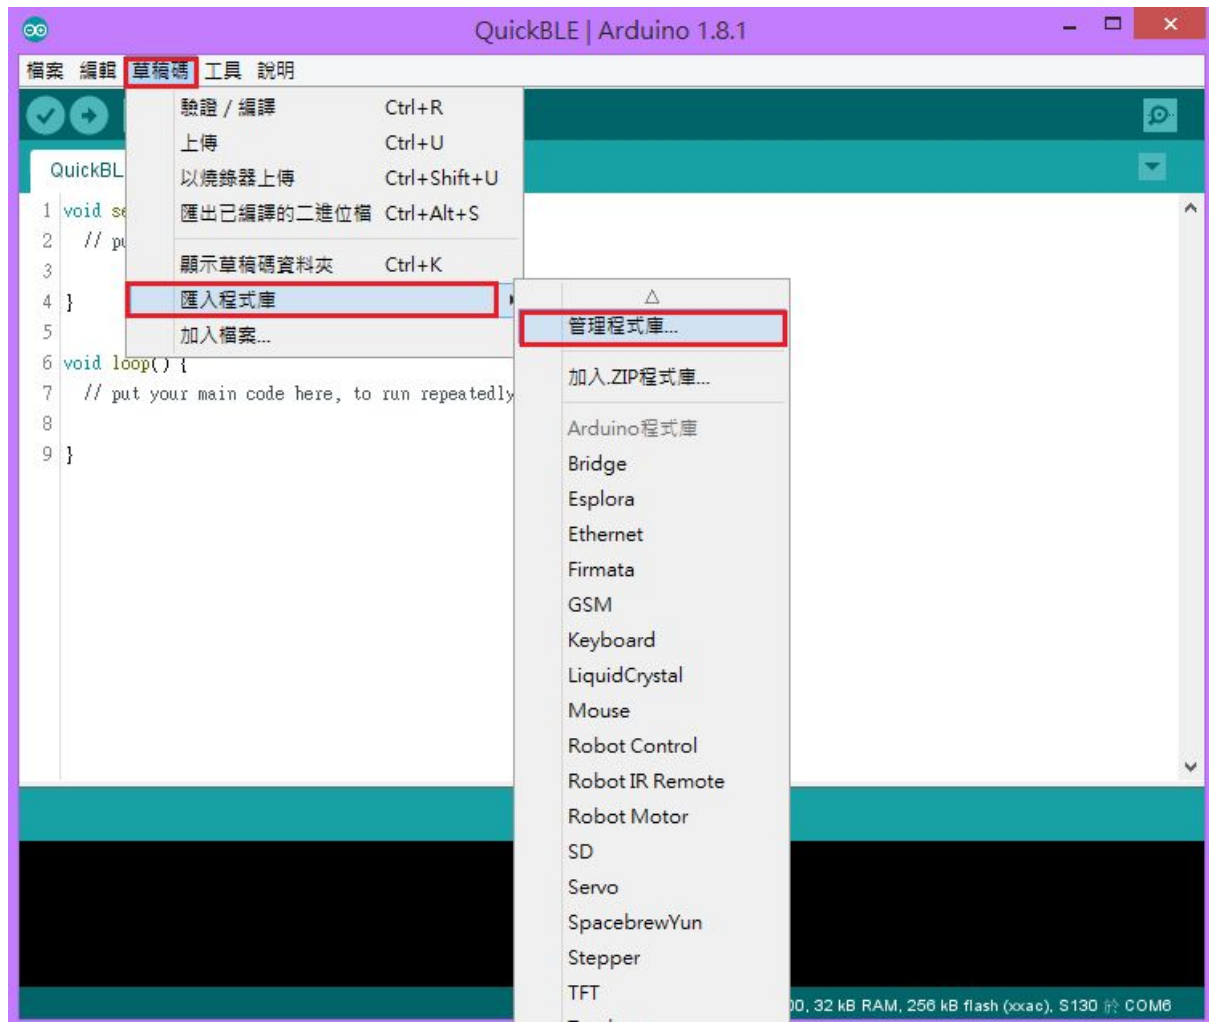 QuickBLE | Arduino 1.8.1
檔案 編輯 草稿碼 工具 說明
驗證 / 編譯 Ctrl+R
上傳 Ctrl+U
以燒錄器上傳 Ctrl+Shift+U
匯出已編譯的二進位檔 Ctrl+Alt+S
顯示草稿碼資料夾 Ctrl+K
匯入程式庫
加入檔案...
管理程式庫...
加入.ZIP程式庫...
Arduino程式庫
Bridge
Esplora
Ethernet
Firmata
GSM
Keyboard
LiquidCrystal
Mouse
Robot Control
Robot IR Remote
Robot Motor
SD
Servo
SpacebrewYun
Stepper
TFT
QuickBL
1 void se
2 // pu
3
4 }
5
6 void loop() {
7 // put your main code here, to run repeatedly
8
9 }
00, 32 kB RAM, 256 kB flash (xxac), S130 於 COM6